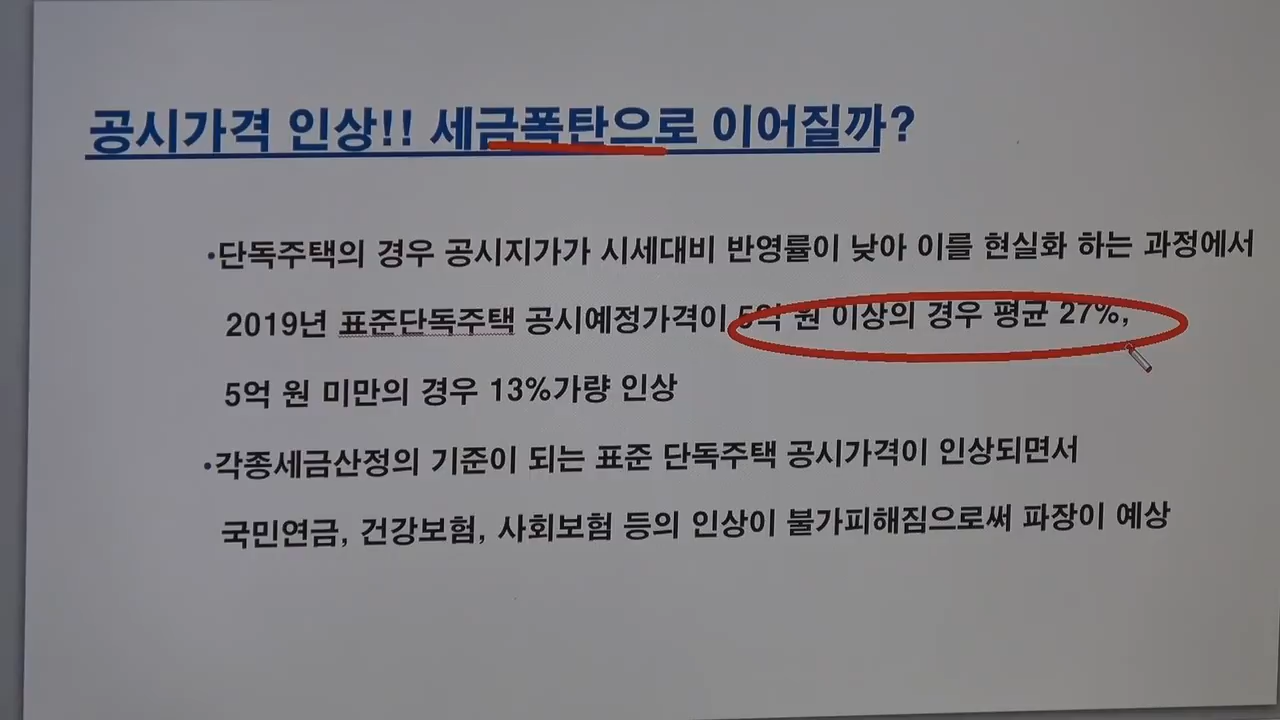 공시가격 인상!! 세금폭탄으로 이어질까?
•단독주택의 경우 공시지가가 시세대비 반영률이 낮아 이를 현실화 하는 과정에서
2019년 표준단독주택 공시예정가격이 5억 원 이상의 경우 평균 27%,
5억 원 미만의 경우 13%가량 인상
•각종세금산정의 기준이 되는 표준 단독주택 공시가격이 인상되면서
국민연금, 건강보험, 사회보험 등의 인상이 불가피해짐으로써 파장이 예상